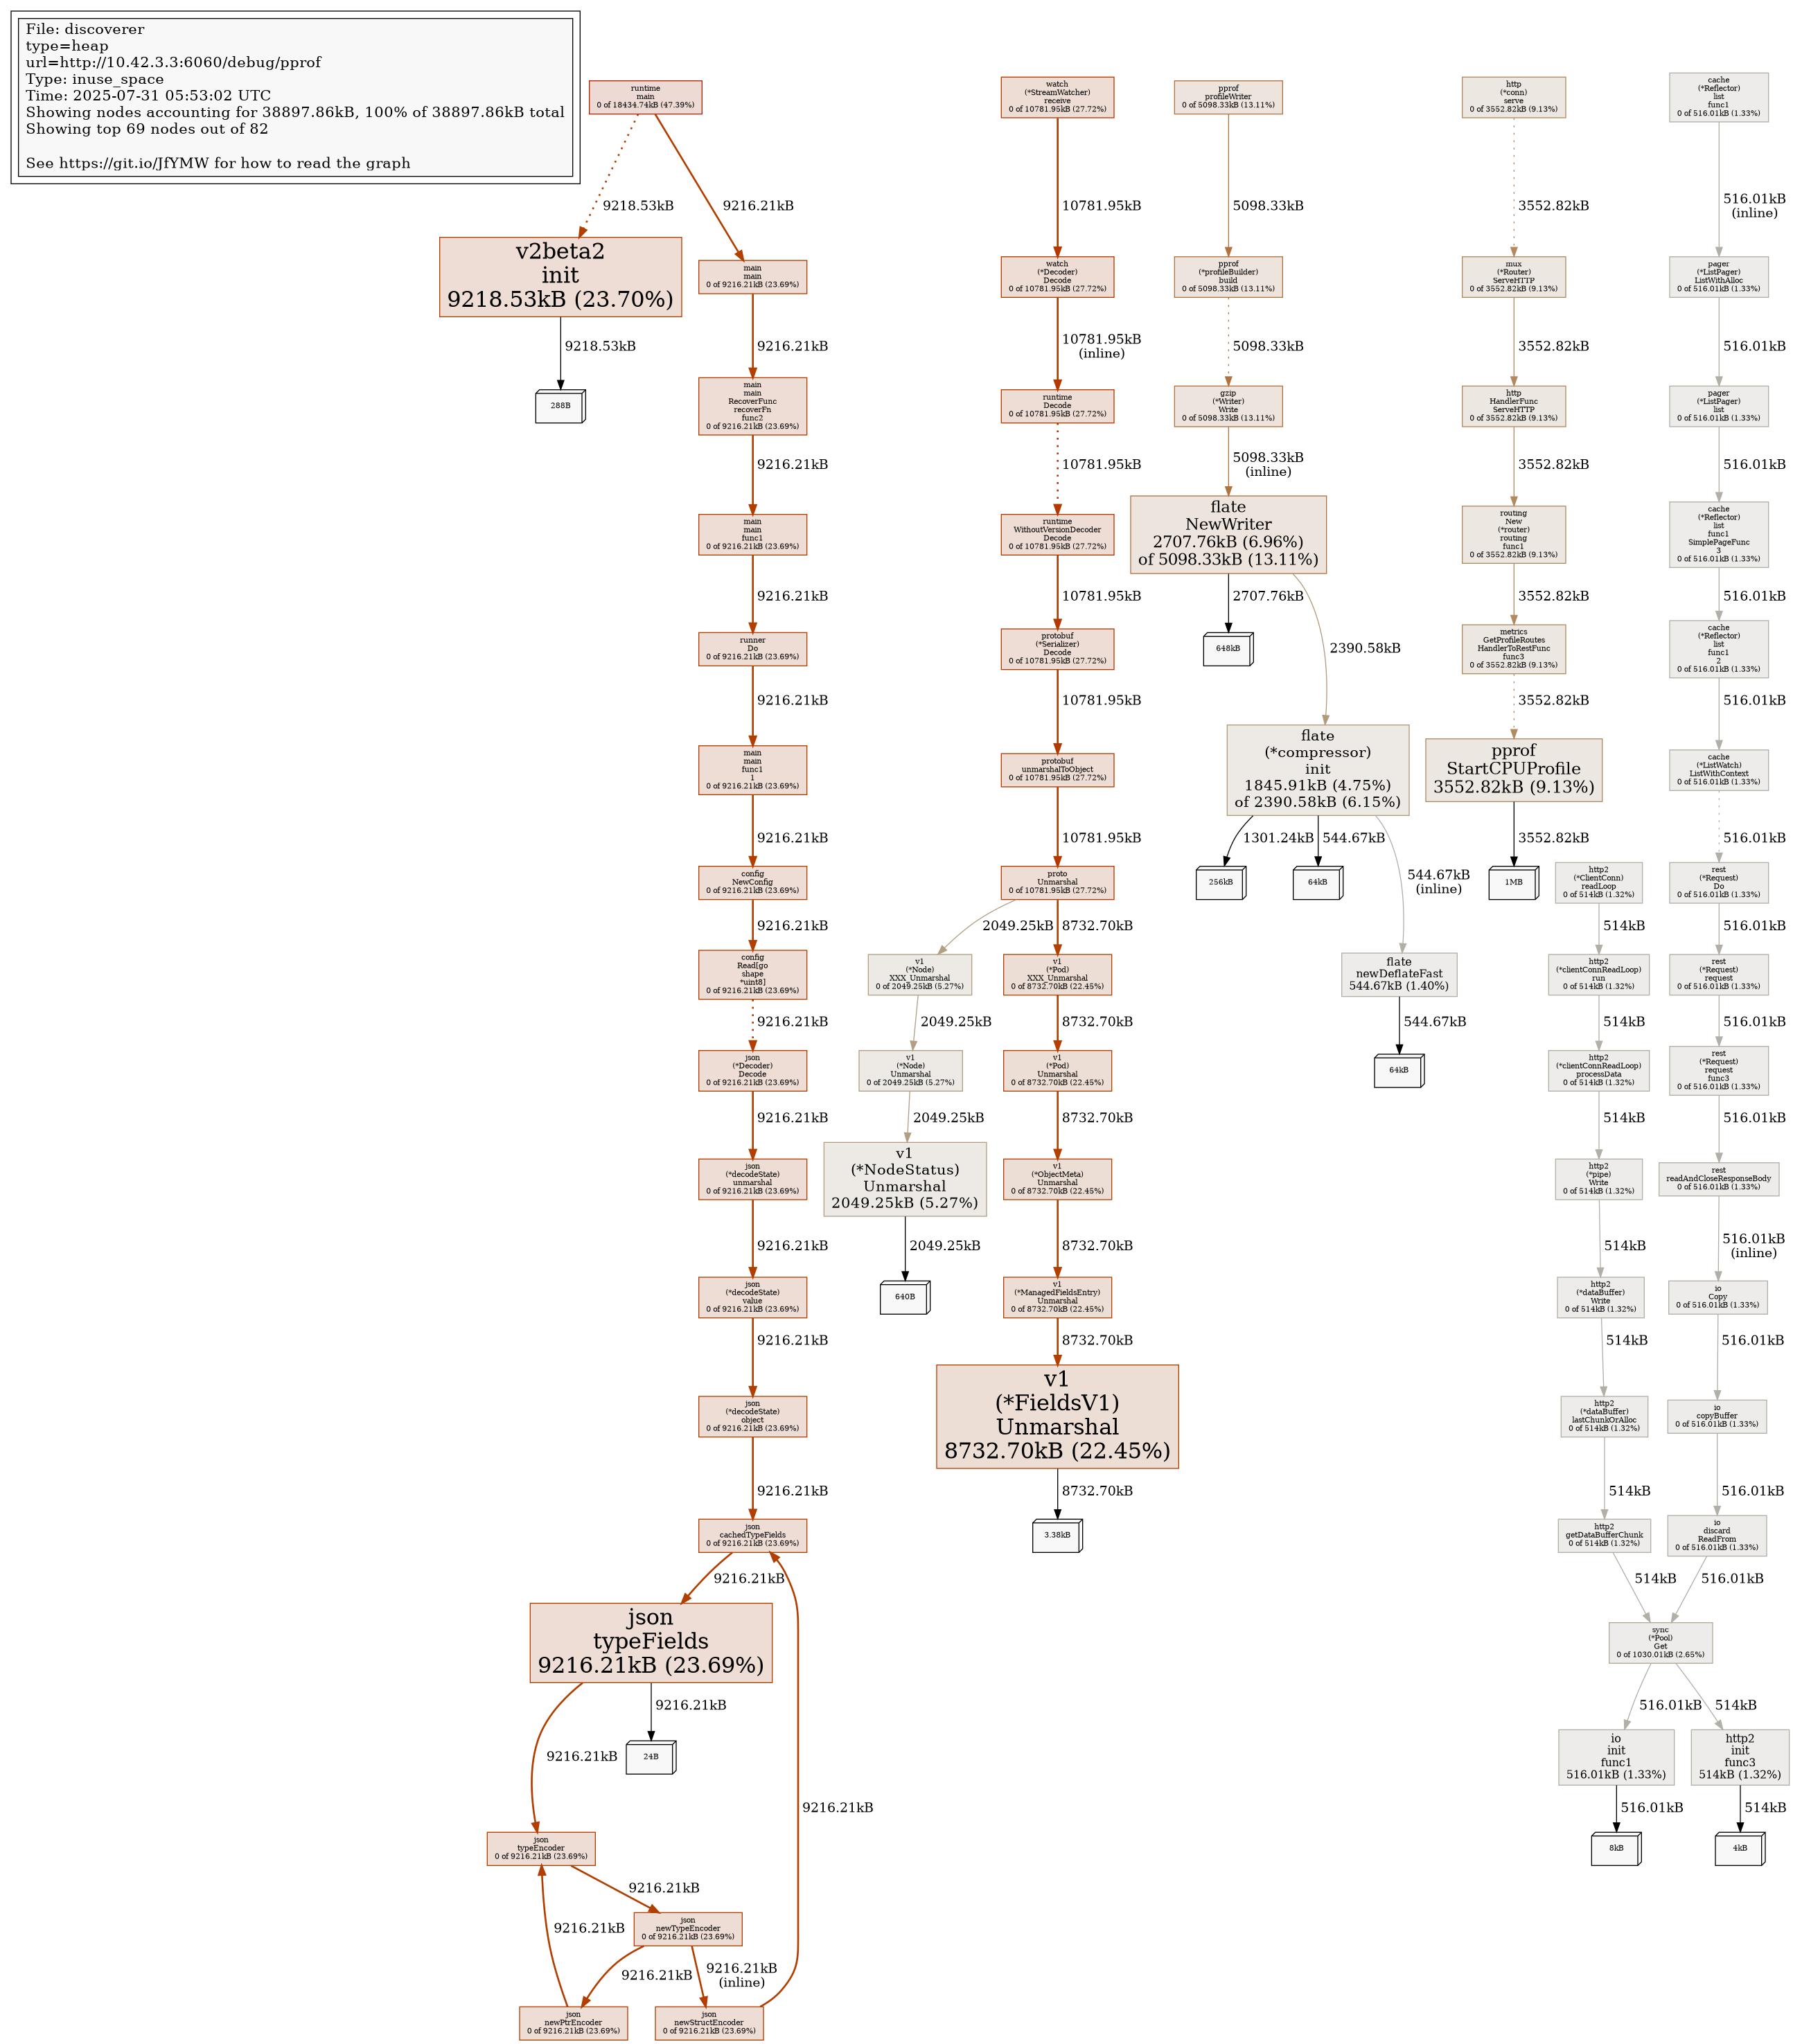 File: discoverer
type=heap
url=http://10.42.3.3:6060/debug/pprof
Type: inuse_space
Time: 2025-07-31 05:53:02 UTC
Showing nodes accounting for 38897.86kB, 100% of 38897.86kB total
Showing top 69 nodes out of 82
See https://git.io/JfYMW for how to read the graph
runtime
main
0 of 18434.74kB (47.39%)
9218.53kB
9216.21kB
v2beta2
init
9218.53kB (23.70%)
9218.53kB
288B
main
main
0 of 9216.21kB (23.69%)
9216.21kB
main
main
RecoverFunc
recoverFn
func2
0 of 9216.21kB (23.69%)
9216.21kB
main
main
func1
0 of 9216.21kB (23.69%)
9216.21kB
runner
Do
0 of 9216.21kB (23.69%)
9216.21kB
main
main
func1
1
0 of 9216.21kB (23.69%)
9216.21kB
config
NewConfig
0 of 9216.21kB (23.69%)
9216.21kB
config
Read[go
shape
*uint8]
0 of 9216.21kB (23.69%)
9216.21kB
json
(*Decoder)
Decode
0 of 9216.21kB (23.69%)
9216.21kB
json
(*decodeState)
unmarshal
0 of 9216.21kB (23.69%)
9216.21kB
json
(*decodeState)
value
0 of 9216.21kB (23.69%)
9216.21kB
json
(*decodeState)
object
0 of 9216.21kB (23.69%)
9216.21kB
json
cachedTypeFields
0 of 9216.21kB (23.69%)
9216.21kB
json
typeFields
9216.21kB (23.69%)
9216.21kB
24B
9216.21kB
9216.21kB
json
typeEncoder
0 of 9216.21kB (23.69%)
9216.21kB
json
newTypeEncoder
0 of 9216.21kB (23.69%)
9216.21kB
9216.21kB
9216.21kB
(inline)
json
newPtrEncoder
0 of 9216.21kB (23.69%)
json
newStructEncoder
0 of 9216.21kB (23.69%)
watch
(*StreamWatcher)
receive
0 of 10781.95kB (27.72%)
10781.95kB
watch
(*Decoder)
Decode
0 of 10781.95kB (27.72%)
10781.95kB
(inline)
runtime
Decode
0 of 10781.95kB (27.72%)
10781.95kB
runtime
WithoutVersionDecoder
Decode
0 of 10781.95kB (27.72%)
10781.95kB
protobuf
(*Serializer)
Decode
0 of 10781.95kB (27.72%)
10781.95kB
protobuf
unmarshalToObject
0 of 10781.95kB (27.72%)
10781.95kB
proto
Unmarshal
0 of 10781.95kB (27.72%)
2049.25kB
8732.70kB
v1
(*Node)
XXX_Unmarshal
0 of 2049.25kB (5.27%)
2049.25kB
v1
(*Node)
Unmarshal
0 of 2049.25kB (5.27%)
2049.25kB
v1
(*NodeStatus)
Unmarshal
2049.25kB (5.27%)
2049.25kB
640B
v1
(*Pod)
XXX_Unmarshal
0 of 8732.70kB (22.45%)
8732.70kB
v1
(*Pod)
Unmarshal
0 of 8732.70kB (22.45%)
8732.70kB
v1
(*ObjectMeta)
Unmarshal
0 of 8732.70kB (22.45%)
8732.70kB
v1
(*ManagedFieldsEntry)
Unmarshal
0 of 8732.70kB (22.45%)
8732.70kB
v1
(*FieldsV1)
Unmarshal
8732.70kB (22.45%)
8732.70kB
3.38kB
pprof
profileWriter
0 of 5098.33kB (13.11%)
5098.33kB
pprof
(*profileBuilder)
build
0 of 5098.33kB (13.11%)
5098.33kB
gzip
(*Writer)
Write
0 of 5098.33kB (13.11%)
5098.33kB
(inline)
flate
NewWriter
2707.76kB (6.96%)
of 5098.33kB (13.11%)
2707.76kB
648kB
2390.58kB
flate
(*compressor)
init
1845.91kB (4.75%)
of 2390.58kB (6.15%)
1301.24kB
256kB
544.67kB
64kB
544.67kB
(inline)
flate
newDeflateFast
544.67kB (1.40%)
544.67kB
64kB
http
(*conn)
serve
0 of 3552.82kB (9.13%)
3552.82kB
mux
(*Router)
ServeHTTP
0 of 3552.82kB (9.13%)
3552.82kB
http
HandlerFunc
ServeHTTP
0 of 3552.82kB (9.13%)
3552.82kB
routing
New
(*router)
routing
func1
0 of 3552.82kB (9.13%)
3552.82kB
metrics
GetProfileRoutes
HandlerToRestFunc
func3
0 of 3552.82kB (9.13%)
3552.82kB
pprof
StartCPUProfile
3552.82kB (9.13%)
3552.82kB
1MB
http2
(*ClientConn)
readLoop
0 of 514kB (1.32%)
514kB
http2
(*clientConnReadLoop)
run
0 of 514kB (1.32%)
514kB
http2
(*clientConnReadLoop)
processData
0 of 514kB (1.32%)
514kB
http2
(*pipe)
Write
0 of 514kB (1.32%)
514kB
http2
(*dataBuffer)
Write
0 of 514kB (1.32%)
514kB
http2
(*dataBuffer)
lastChunkOrAlloc
0 of 514kB (1.32%)
514kB
http2
getDataBufferChunk
0 of 514kB (1.32%)
514kB
cache
(*Reflector)
list
func1
0 of 516.01kB (1.33%)
516.01kB
(inline)
pager
(*ListPager)
ListWithAlloc
0 of 516.01kB (1.33%)
516.01kB
pager
(*ListPager)
list
0 of 516.01kB (1.33%)
516.01kB
cache
(*Reflector)
list
func1
SimplePageFunc
3
0 of 516.01kB (1.33%)
516.01kB
cache
(*Reflector)
list
func1
2
0 of 516.01kB (1.33%)
516.01kB
cache
(*ListWatch)
ListWithContext
0 of 516.01kB (1.33%)
516.01kB
rest
(*Request)
Do
0 of 516.01kB (1.33%)
516.01kB
rest
(*Request)
request
0 of 516.01kB (1.33%)
516.01kB
rest
(*Request)
request
func3
0 of 516.01kB (1.33%)
516.01kB
rest
readAndCloseResponseBody
0 of 516.01kB (1.33%)
516.01kB
(inline)
io
Copy
0 of 516.01kB (1.33%)
516.01kB
io
copyBuffer
0 of 516.01kB (1.33%)
516.01kB
io
discard
ReadFrom
0 of 516.01kB (1.33%)
516.01kB
sync
(*Pool)
Get
0 of 1030.01kB (2.65%)
516.01kB
514kB
io
init
func1
516.01kB (1.33%)
516.01kB
8kB
http2
init
func3
514kB (1.32%)
514kB
4kB